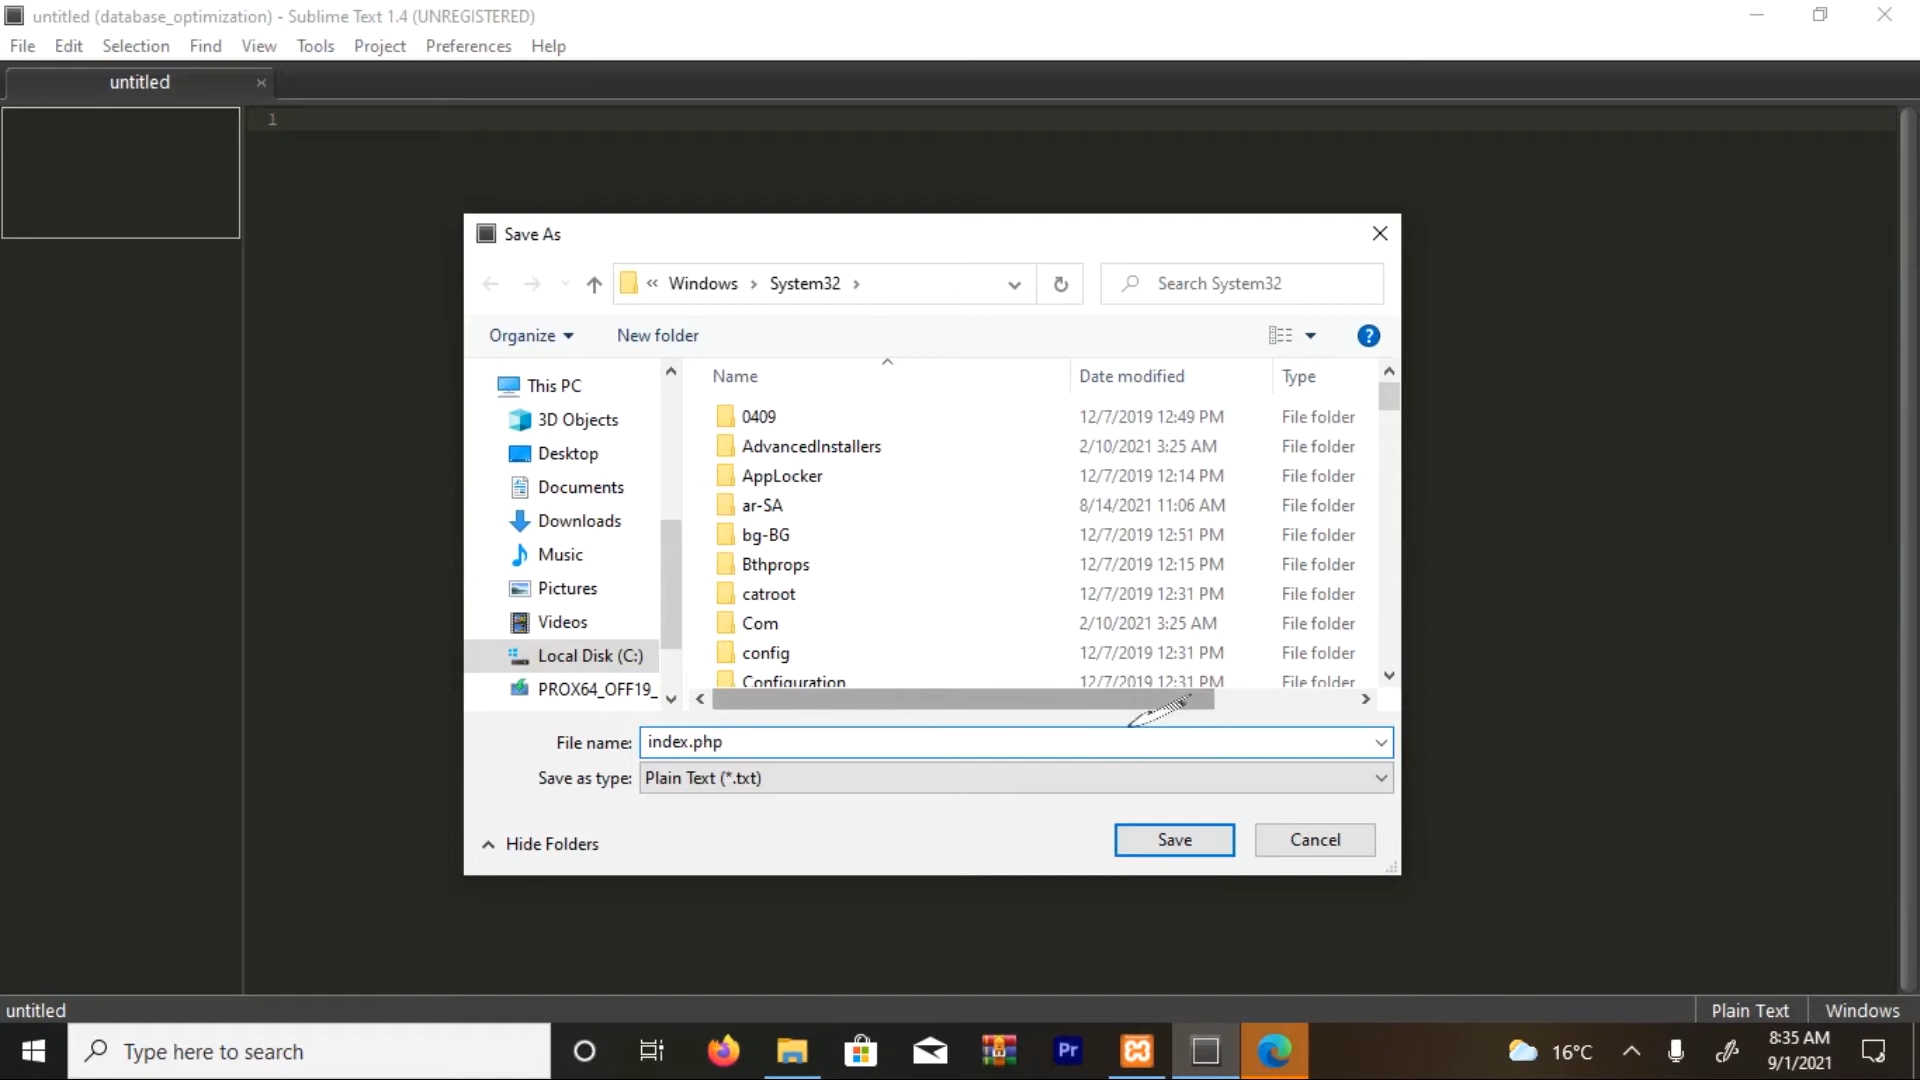 untitled (database_optimization) - Sublime Text 1.4 (UNREGISTERED)
File Edit Selection Find View Tools Project Preferences Help
untitled
1
Save As
« Windows › System32 ›
Search System32
Organize
New folder
This PC
3D Objects
Desktop
Documents
Downloads
Music
Pictures
Videos
Local Disk (C:)
PROX64_OFF19_
Name Date modified Type
0409 12/7/2019 12:49 PM File folder
AdvancedInstallers 2/10/2021 3:25 AM File folder
AppLocker 12/7/2019 12:14 PM File folder
ar-SA 8/14/2021 11:06 AM File folder
bg-BG 12/7/2019 12:51 PM File folder
Bthprops 12/7/2019 12:15 PM File folder
catroot 12/7/2019 12:31 PM File folder
Com 2/10/2021 3:25 AM File folder
config 12/7/2019 12:31 PM File folder
Configuration 12/7/2019 12:31 PM File folder
File name: index.php
Save as type: Plain Text (*.txt)
Hide Folders
Save
Cancel
untitled
Plain Text
Windows
Type here to search
Pr
16°C
8:35 AM
9/1/2021